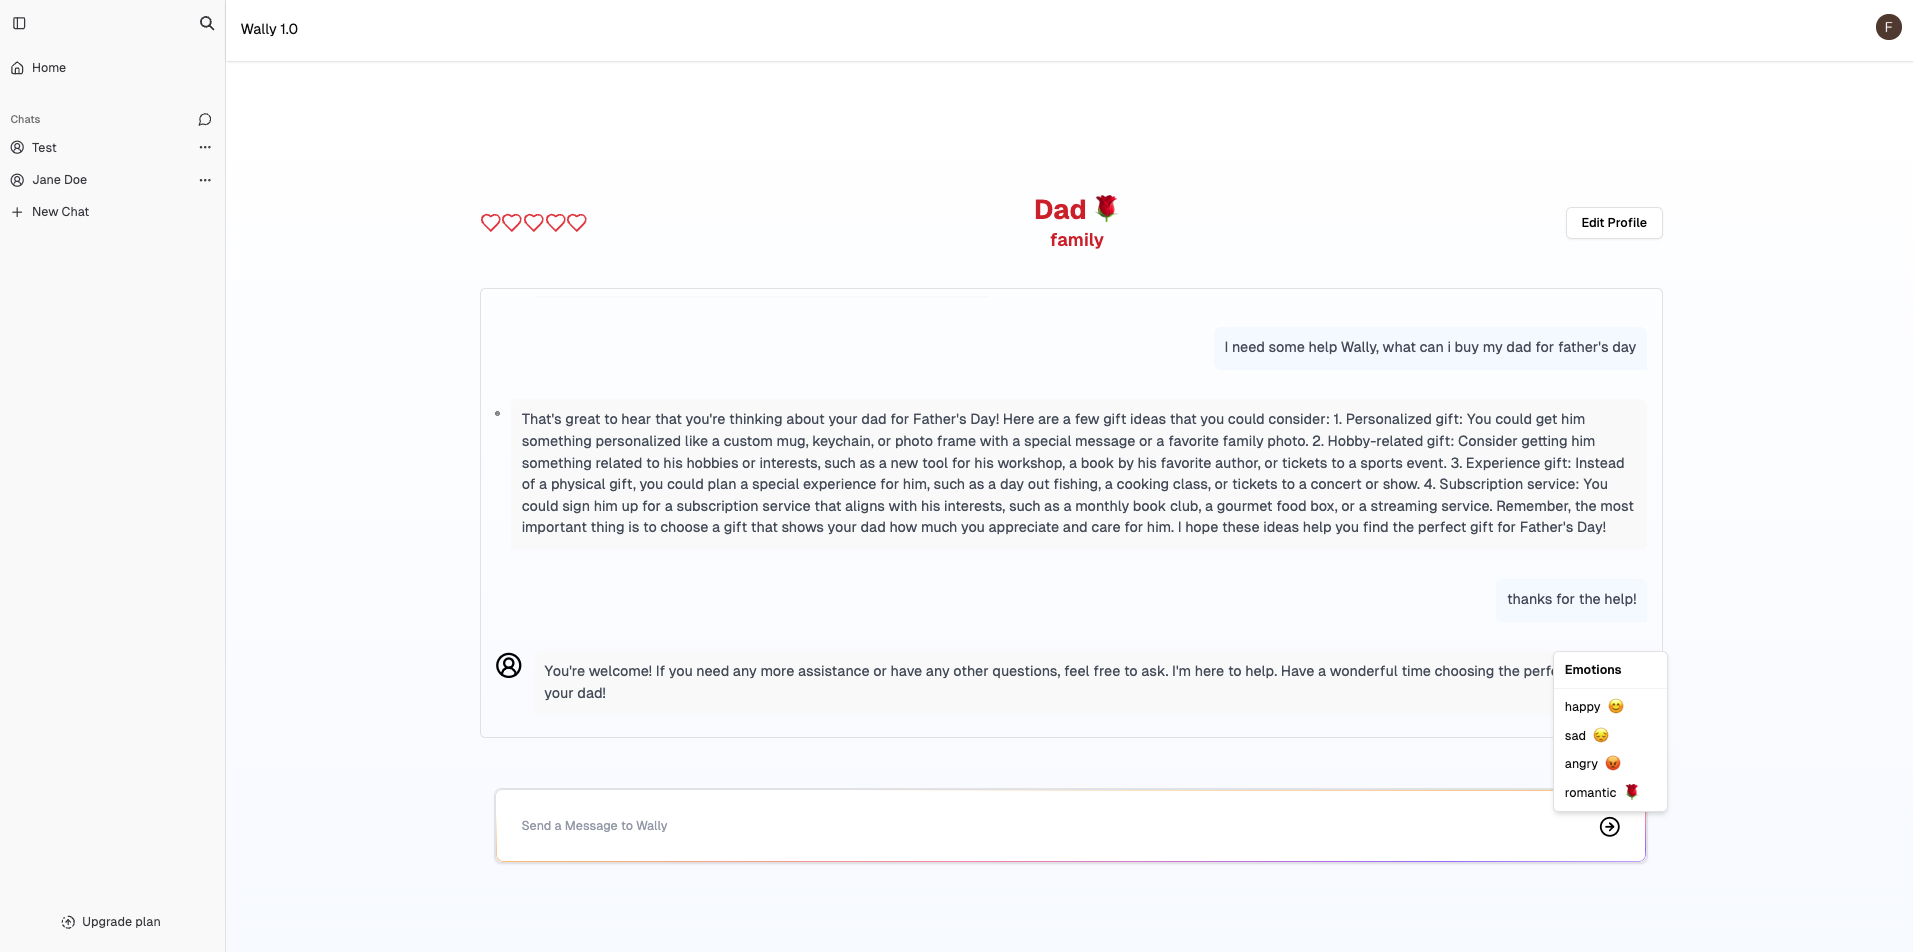 Wally 1.0
F
Home
Chats
Test
Jane Doe
New Chat
Dad 🌹
family
Edit Profile
I need some help Wally, what can i buy my dad for father's day
That's great to hear that you're thinking about your dad for Father's Day! Here are a few gift ideas that you could consider: 1. Personalized gift: You could get him
something personalized like a custom mug, keychain, or photo frame with a special message or a favorite family photo. 2. Hobby-related gift: Consider getting him
something related to his hobbies or interests, such as a new tool for his workshop, a book by his favorite author, or tickets to a sports event. 3. Experience gift: Instead
of a physical gift, you could plan a special experience for him, such as a day out fishing, a cooking class, or tickets to a concert or show. 4. Subscription service: You
could sign him up for a subscription service that aligns with his interests, such as a monthly book club, a gourmet food box, or a streaming service. Remember, the most
important thing is to choose a gift that shows your dad how much you appreciate and care for him. I hope these ideas help you find the perfect gift for Father's Day!
thanks for the help!
You're welcome! If you need any more assistance or have any other questions, feel free to ask. I'm here to help. Have a wonderful time choosing the
your dad!
Emotions
happy 😊
sad 😔
angry 😡
romantic 🌹
Send a Message to Wally
Upgrade plan